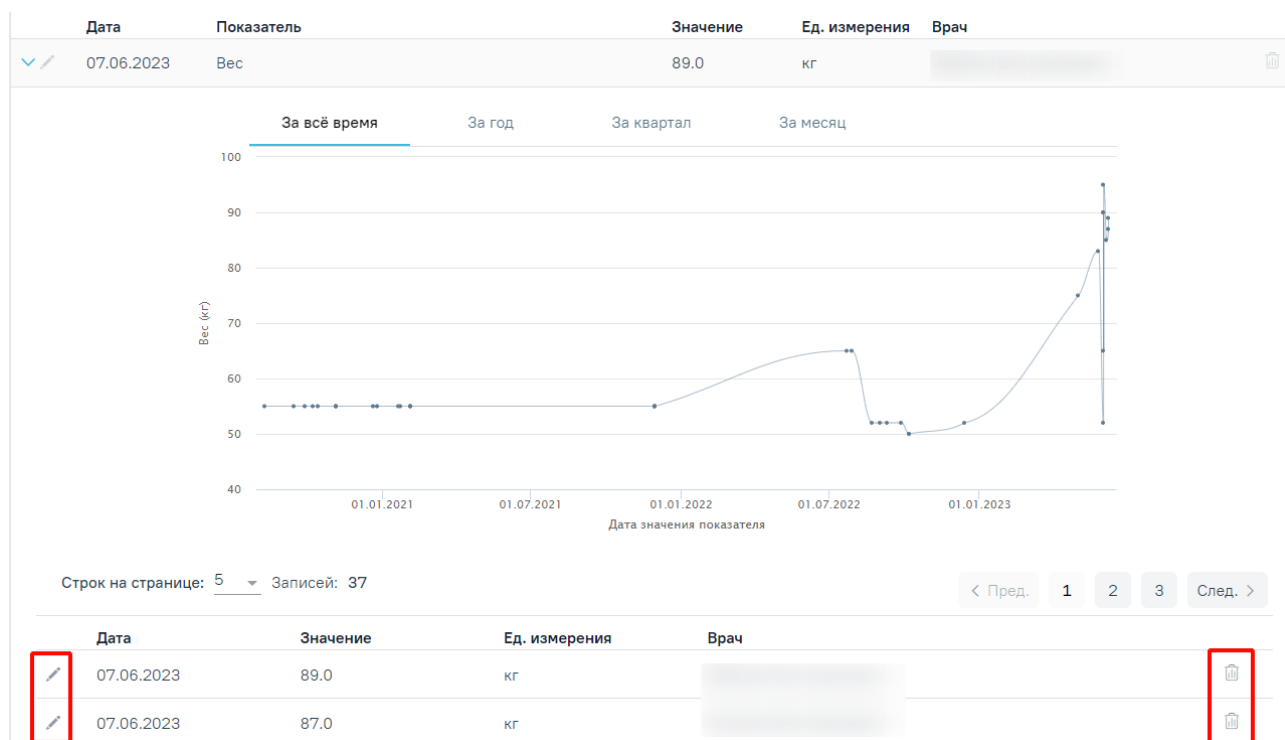 Дата Показатель Значение Ед. измерения Врач
07.06.2023 Вес 89.0 кг
За всё время За год За квартал За месяц
100
90
80
70
60
50
40
Вес (кг)
01.01.2021 01.07.2021 01.01.2022 01.07.2022 01.01.2023
Дата значения показателя
Строк на странице: 5 Записей: 37 < Пред. 1 2 3 След. >
Дата Значение Ед. измерения Врач
07.06.2023 89.0 кг
07.06.2023 87.0 кг